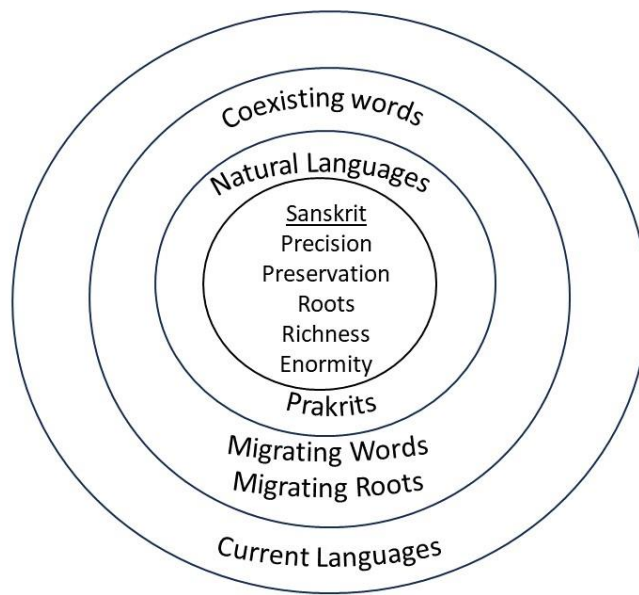 Coexisting words
Natural Languages
Sanskrit
Precision
Preservation
Roots
Richness
Enormity
Prakrits
Migrating Words
Migrating Roots
Current Languages